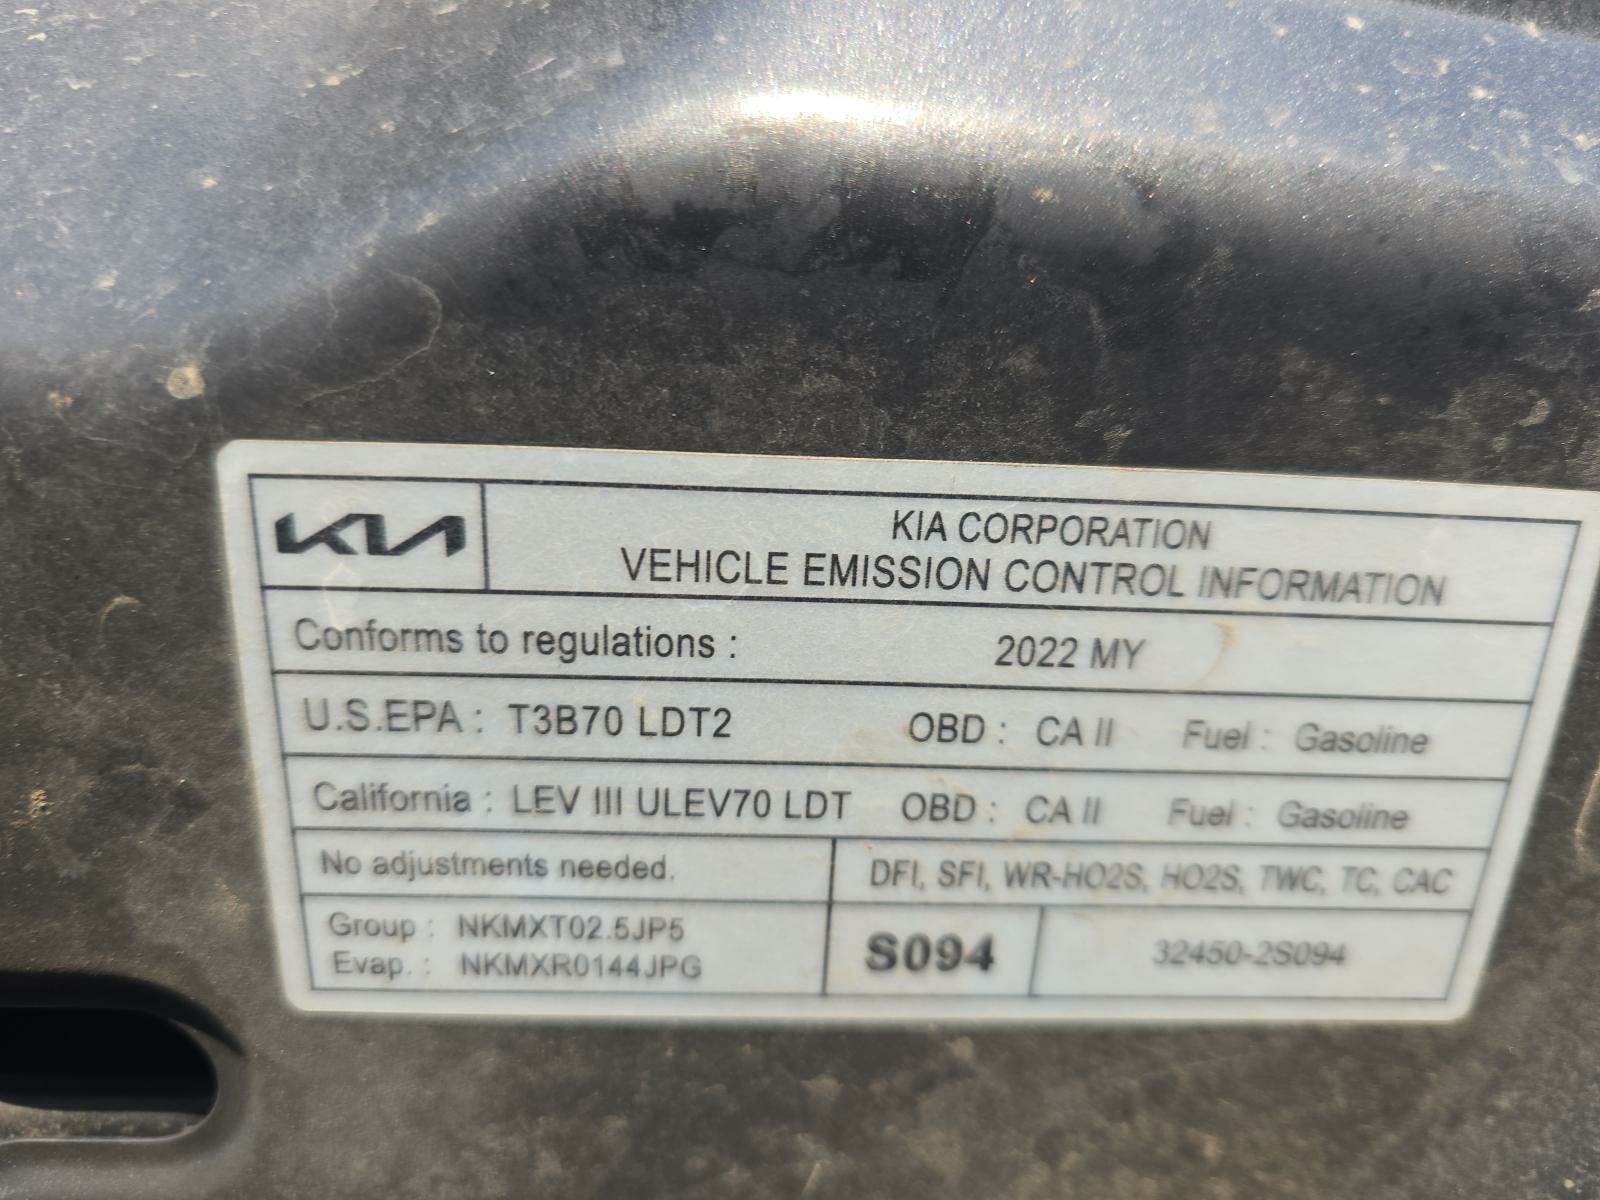 KIA
KIA CORPORATION
VEHICLE EMISSION CONTROL INFORMATION
Conforms to regulations : 2022 MY
U.S.EPA : T3B70 LDT2 OBD : CA II Fuel : Gasoline
California : LEV III ULEV70 LDT OBD : CA II Fuel : Gasoline
No adjustments needed. DFI, SFI, WR-HO2S, HO2S, TWC, TC, CAC
Group : NKMXT02.5JP5
Evap. : NKMXR0144JPG
S094 32450-2S094